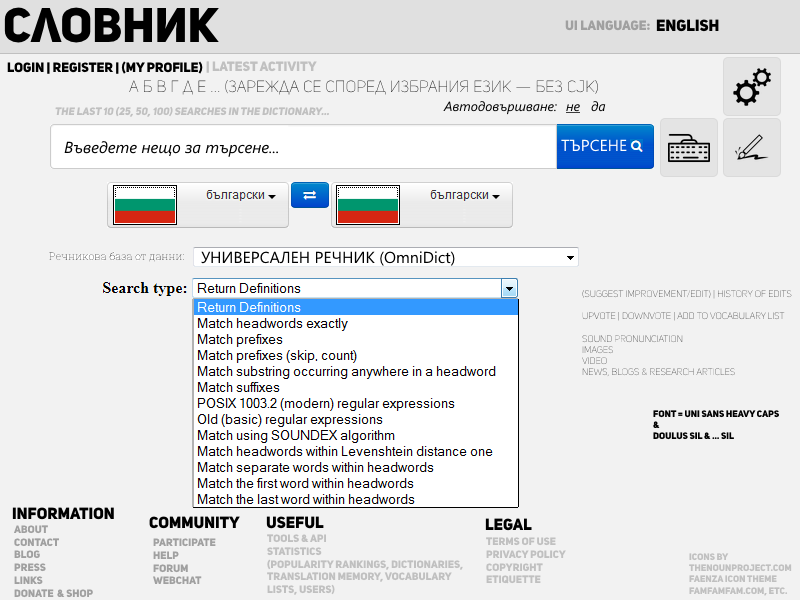 СЛОВНИК
UI LANGUAGE: ENGLISH
LOGIN | REGISTER | (MY PROFILE) | LATEST ACTIVITY
А Б В Г Д Е ... (ЗАРЕЖДА СЕ СПОРЕД ИЗБРАНИЯ ЕЗИК — БЕЗ CJK)
THE LAST 10 (25, 50, 100) SEARCHES IN THE DICTIONARY...
Автодовършване: не да
Въведете нещо за търсене...
ТЪРСЕНЕ
български
български
Речникова база от данни: УНИВЕРСАЛЕН РЕЧНИК (OmniDict)
Search type: Return Definitions
Return Definitions
Match headwords exactly
Match prefixes
Match prefixes (skip, count)
Match substring occurring anywhere in a headword
Match suffixes
POSIX 1003.2 (modern) regular expressions
Old (basic) regular expressions
Match using SOUNDEX algorithm
Match headwords within Levenshtein distance one
Match separate words within headwords
Match the first word within headwords
Match the last word within headwords
(SUGGEST IMPROVEMENT/EDIT) | HISTORY OF EDITS
UPVOTE | DOWNVOTE | ADD TO VOCABULARY LIST
SOUND PRONUNCIATION
IMAGES
VIDEO
NEWS, BLOGS & RESEARCH ARTICLES
FONT = UNI SANS HEAVY CAPS
&
DOULUS SIL & ... SIL
INFORMATION
ABOUT
CONTACT
BLOG
PRESS
LINKS
DONATE & SHOP
COMMUNITY
PARTICIPATE
HELP
FORUM
WEBCHAT
USEFUL
TOOLS & API
STATISTICS
(POPULARITY RANKINGS, DICTIONARIES,
TRANSLATION MEMORY, VOCABULARY
LISTS, USERS)
LEGAL
TERMS OF USE
PRIVACY POLICY
COPYRIGHT
ETIQUETTE
ICONS BY
THENOUNPROJECT.COM
FAENZA ICON THEME
FAMFAMFAM.COM, ETC.